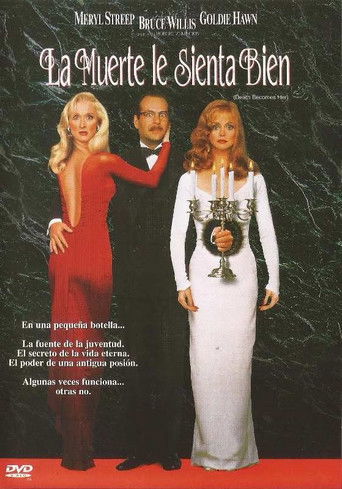 MERYL STREEP BRUCE WILLIS GOLDIE HAWN
LA MUERTE LE SIENTA BIEN
(Death Becomes Her)
En una pequeña botella...
La fuente de la juventud.
El secreto de la vida eterna.
El poder de una antigua posión.
Algunas veces funciona...
otras no.
DVD